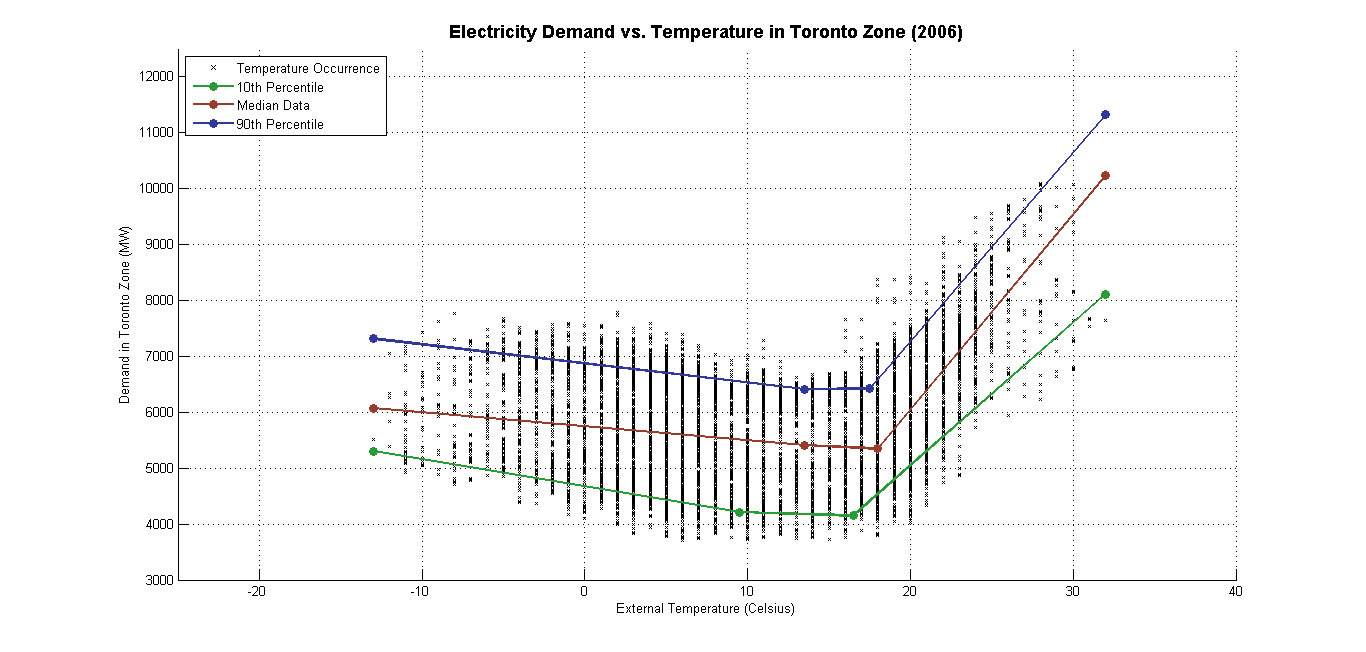 Electricity Demand vs. Temperature in Toronto Zone (2006)
Temperature Occurrence
10th Percentile
Median Data
90th Percentile
12000
11000
10000
9000
8000
7000
6000
5000
4000
3000
Demand in Toronto Zone (MW)
-20 -10 0 10 20 30 40
External Temperature (Celsius)